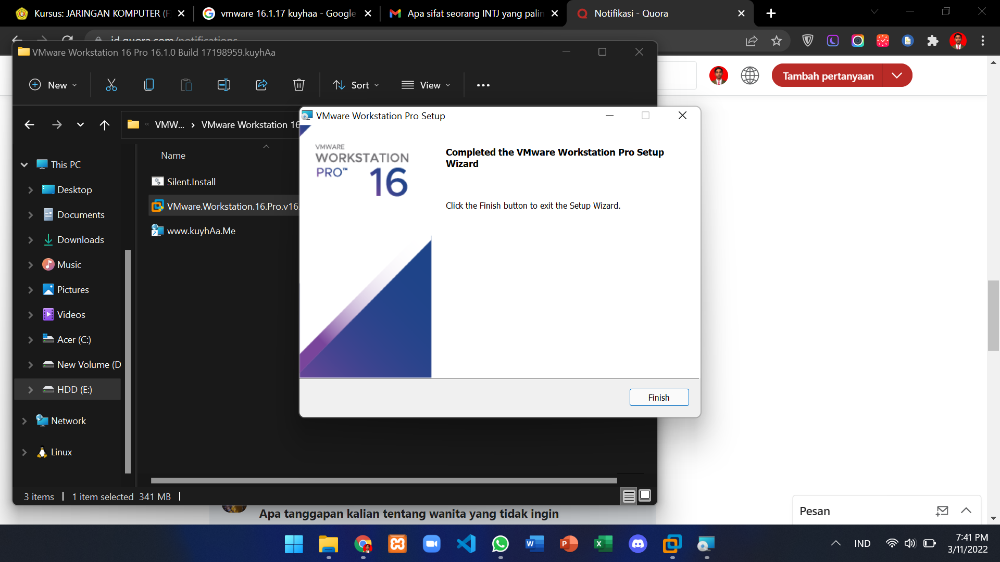 Kursus: JARINGAN KOMPUTER (F
vmware 16.1.17 kuyhaa - Google
Apa sifat seorang INTJ yang palin
Notifikasi - Quora
id.quora.com/notifications
VMware Workstation 16 Pro 16.1.0 Build 17198959.kuyhAa
New
Sort
View
Tambah pertanyaan
VMW...
VMware Workstation 16
VMware Workstation Pro Setup
VMWARE
WORKSTATION
PRO™
16
Completed the VMware Workstation Pro Setup
Wizard
Click the Finish button to exit the Setup Wizard.
Finish
Name
Silent.Install
VMware.Workstation.16.Pro.v16.
www.kuyhAa.Me
This PC
Desktop
Documents
Downloads
Music
Pictures
Videos
Acer (C:)
New Volume (D
HDD (E:)
Network
Linux
3 items
1 item selected 341 MB
Apa tanggapan kalian tentang wanita yang tidak ingin
Pesan
IND
7:41 PM
3/11/2022